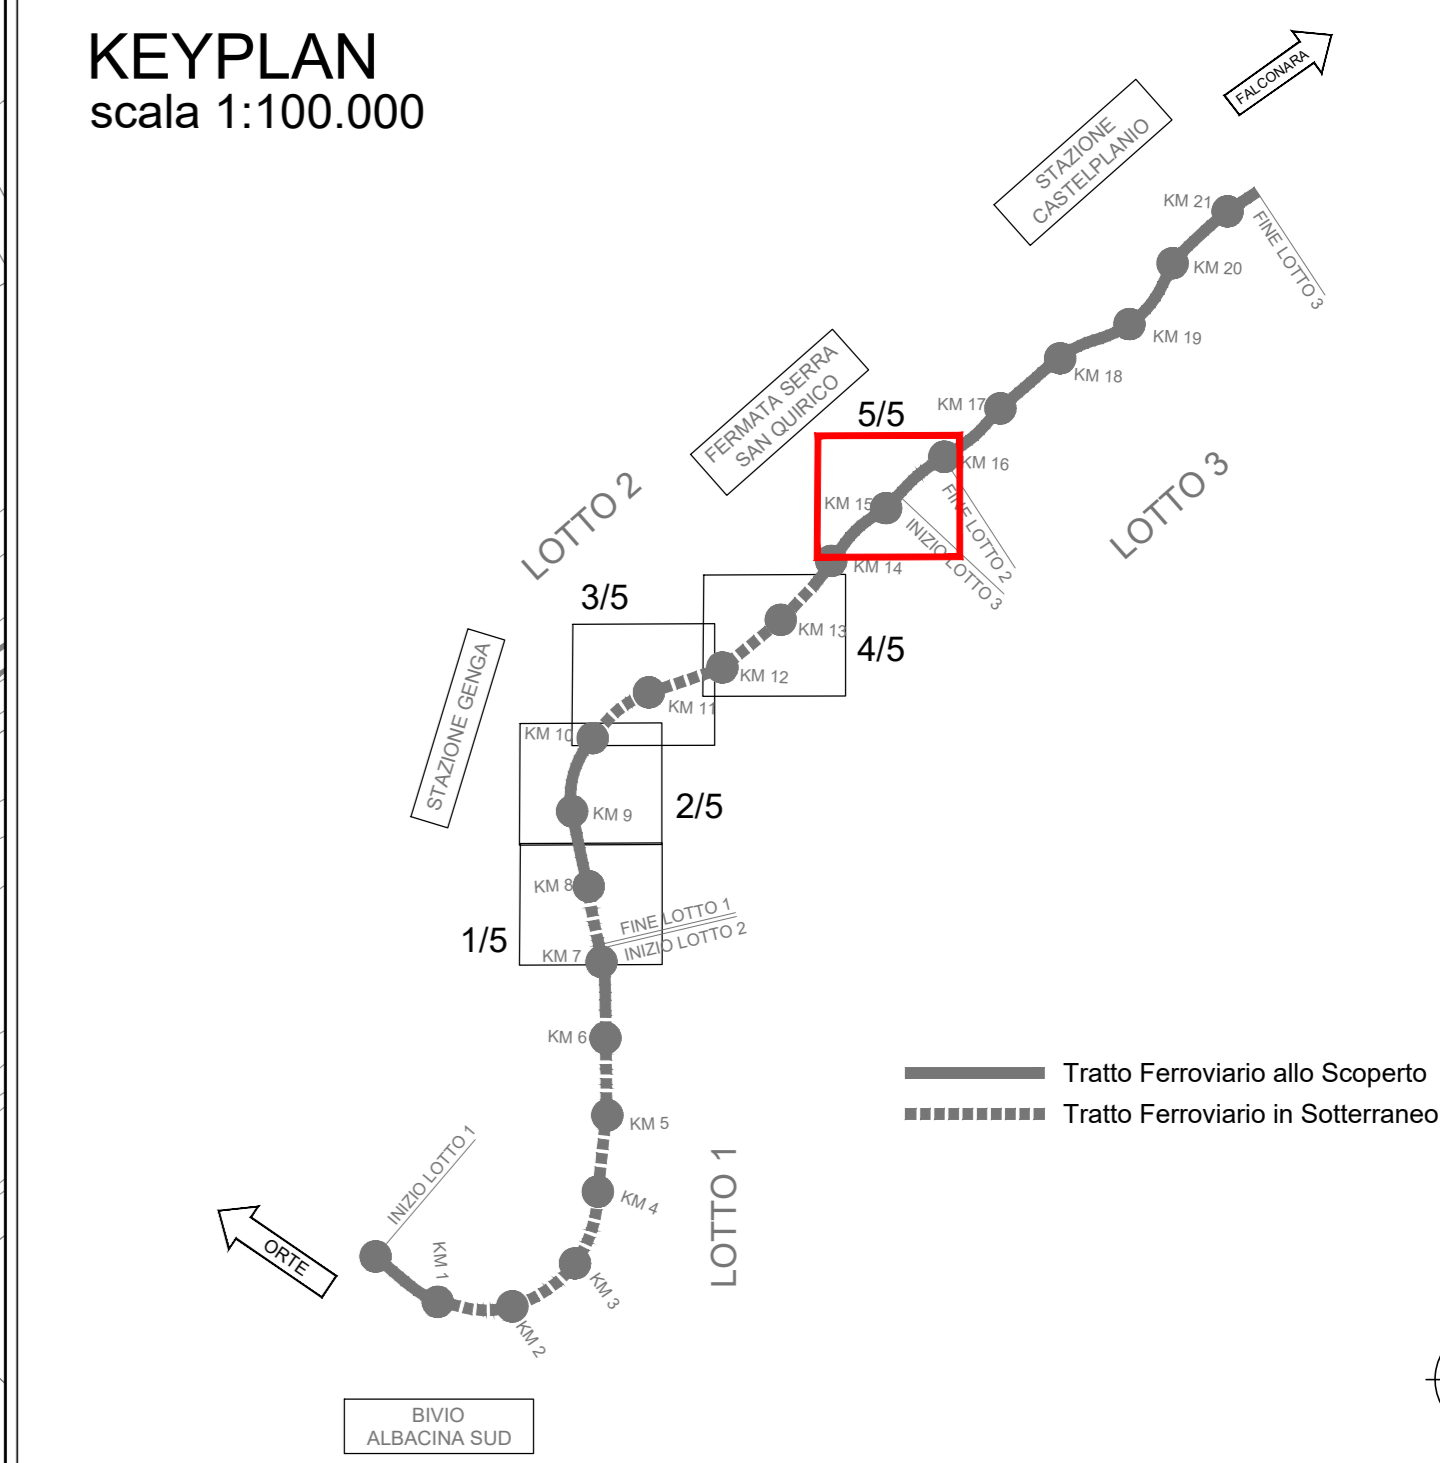 KEYPLAN
scala 1:100.000
FALCONARA
STAZIONE
CASTELPLANIO
KM 21
FINE LOTTO 3
KM 20
KM 19
KM 18
FERMATA SERRA
SAN QUIRICO
KM 17
5/5
KM 16
LOTTO 3
LOTTO 2
KM 15
FINE LOTTO 2
INIZIO LOTTO 3
KM 14
3/5
KM 13
4/5
KM 12
STAZIONE GENGA
KM 11
KM 10
2/5
KM 9
KM 8
FINE LOTTO 1
INIZIO LOTTO 2
1/5
KM 7
KM 6
Tratto Ferroviario allo Scoperto
Tratto Ferroviario in Sotterraneo
KM 5
INIZIO LOTTO 1
KM 4
LOTTO 1
ORTE
KM 1
KM 3
KM 2
BIVIO
ALBACINA SUD